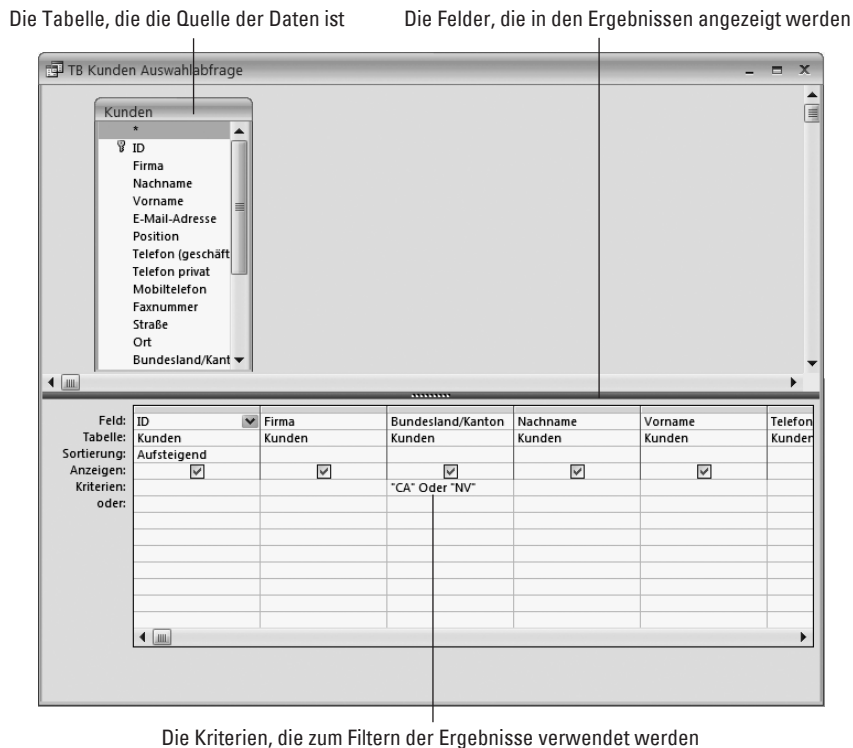 Die Tabelle, die die Quelle der Daten ist
Die Felder, die in den Ergebnissen angezeigt werden
TB Kunden Auswahlabfrage
Kunden
*
ID
Firma
Nachname
Vorname
E-Mail-Adresse
Position
Telefon (geschäft
Telefon privat
Mobiltelefon
Faxnummer
Straße
Ort
Bundesland/Kant
Feld: ID Firma Bundesland/Kanton Nachname Vorname Telefon
Tabelle: Kunden Kunden Kunden Kunden Kunden Kunden
Sortierung: Aufsteigend
Anzeigen:
Kriterien: "CA" Oder "NV"
oder:
Die Kriterien, die zum Filtern der Ergebnisse verwendet werden